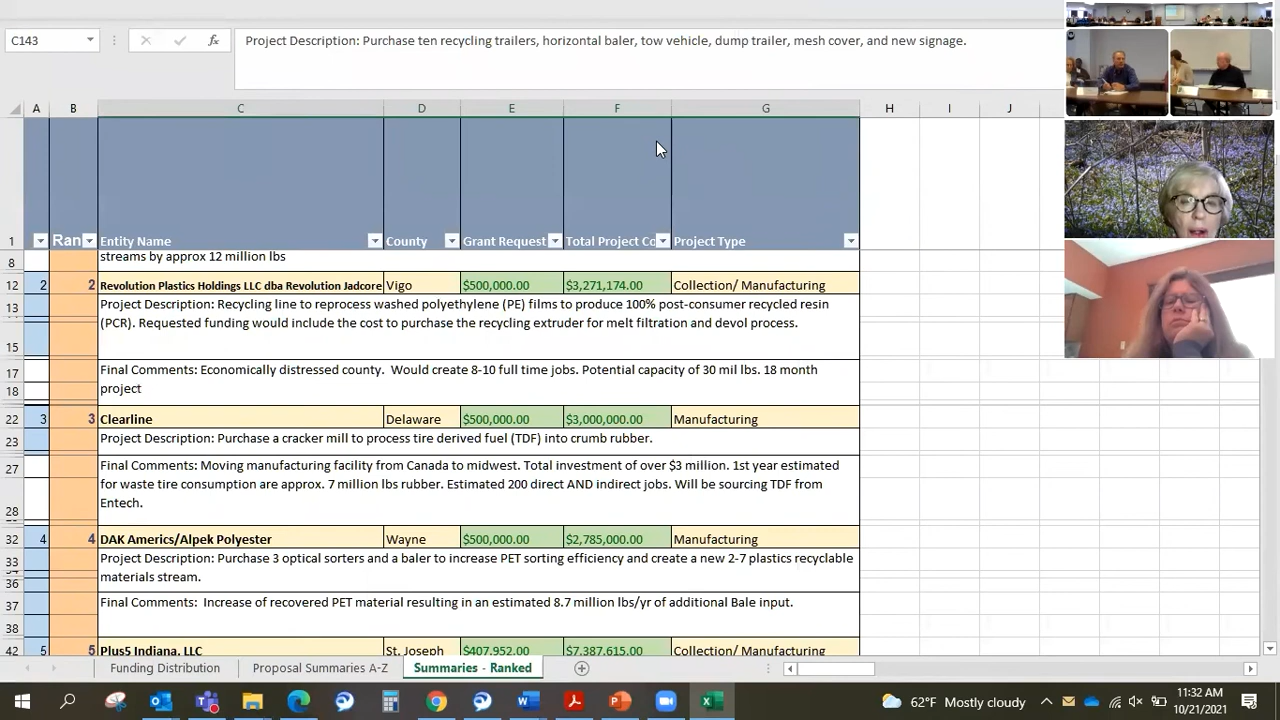 C143
fx
Project Description: Purchase ten recycling trailers, horizontal baler, tow vehicle, dump trailer, mesh cover, and new signage.
A B C D E F G H I J
1 Ran Entity Name County Grant Request Total Project Co Project Type
8 streams by approx 12 million lbs
12 2 2 Revolution Plastics Holdings LLC dba Revolution Jadcore Vigo $500,000.00 $3,271,174.00 Collection/ Manufacturing
13 Project Description: Recycling line to reprocess washed polyethylene (PE) films to produce 100% post-consumer recycled resin
(PCR). Requested funding would include the cost to purchase the recycling extruder for melt filtration and devol process.
15
17 Final Comments: Economically distressed county. Would create 8-10 full time jobs. Potential capacity of 30 mil lbs. 18 month
18 project
22 3 3 Clearline Delaware $500,000.00 $3,000,000.00 Manufacturing
23 Project Description: Purchase a cracker mill to process tire derived fuel (TDF) into crumb rubber.
27 Final Comments: Moving manufacturing facility from Canada to midwest. Total investment of over $3 million. 1st year estimated
for waste tire consumption are approx. 7 million lbs rubber. Estimated 200 direct AND indirect jobs. Will be sourcing TDF from
28 Entech.
32 4 4 DAK Americs/Alpek Polyester Wayne $500,000.00 $2,785,000.00 Manufacturing
33 Project Description: Purchase 3 optical sorters and a baler to increase PET sorting efficiency and create a new 2-7 plastics recyclable
materials stream.
36
37 Final Comments: Increase of recovered PET material resulting in an estimated 8.7 million lbs/yr of additional Bale input.
38
42 5 5 Plus5 Indiana, LLC St. Joseph $407,952.00 $7,387,615.00 Collection/ Manufacturing
Funding Distribution Proposal Summaries A-Z Summaries - Ranked
62°F Mostly cloudy 11:32 AM
10/21/2021